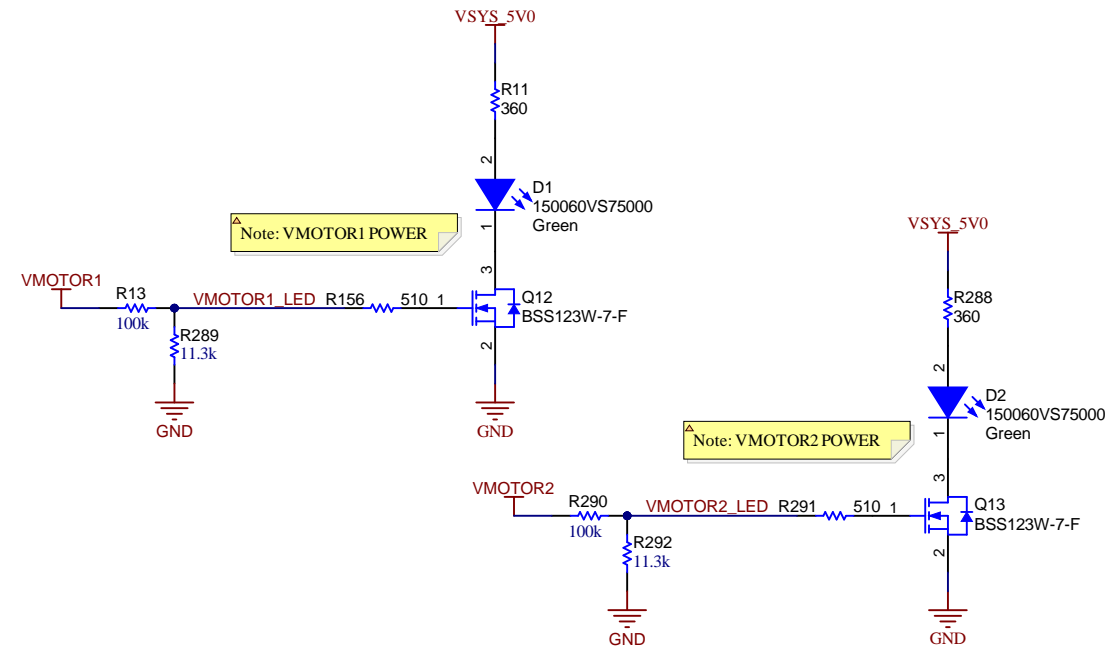 VSYS_5V0
R11
360
2
D1
150060VS75000
Green
1
Note: VMOTOR1 POWER
3
VMOTOR1
R13
100k
VMOTOR1_LED
R156
510
1
Q12
BSS123W-7-F
R289
11.3k
2
GND
GND
VSYS_5V0
R288
360
2
D2
150060VS75000
Green
1
Note: VMOTOR2 POWER
3
VMOTOR2
R290
100k
VMOTOR2_LED
R291
510
1
Q13
BSS123W-7-F
R292
11.3k
2
GND
GND